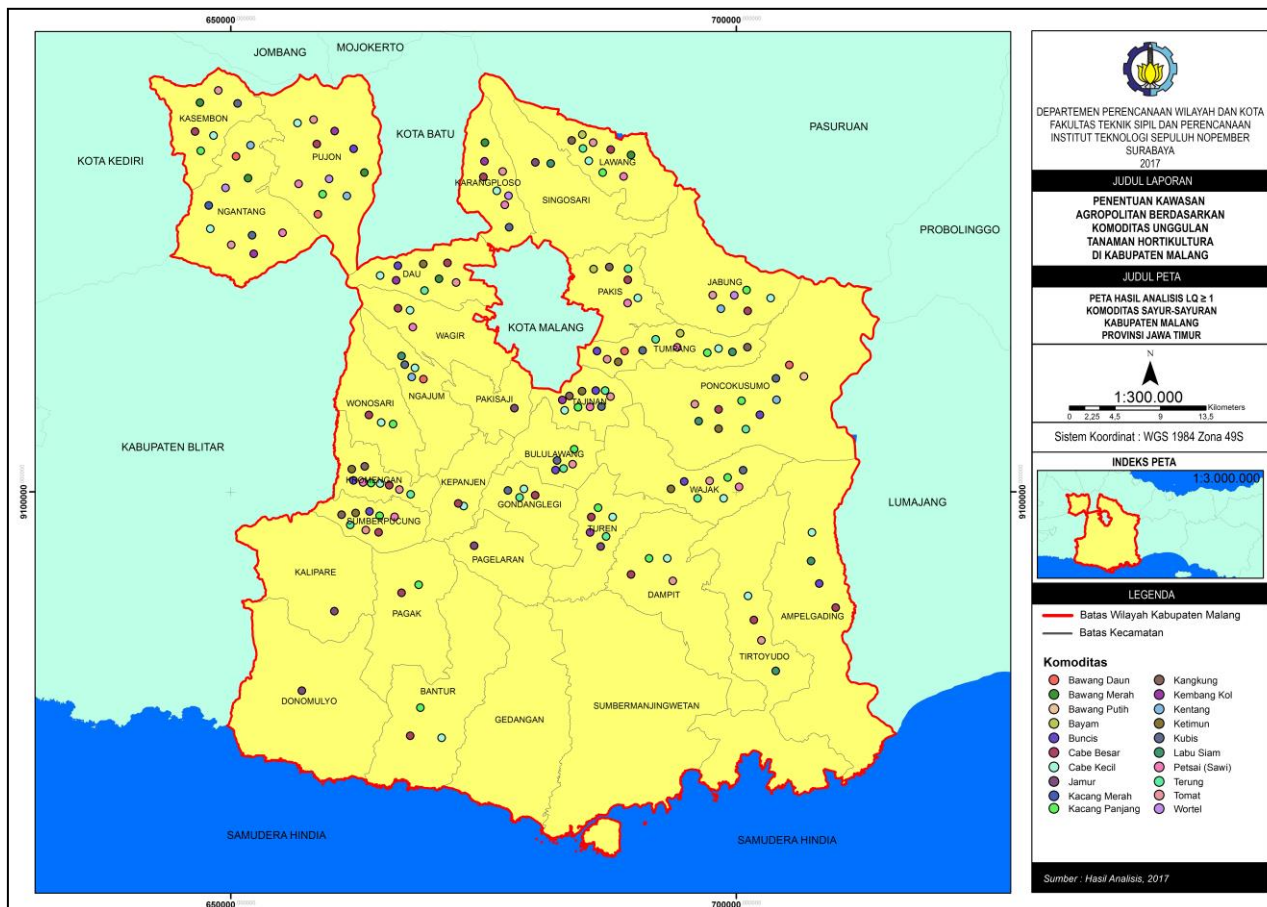 650000
700000
JOMBANG
MOJOKERTO
KOTA BATU
PASURUAN
KOTA KEDIRI
KASEMBON
PUJON
NGANTANG
KARANGPLOSO
LAWANG
SINGOSARI
PROBOLINGGO
DAU
PAKIS
JABUNG
KOTA MALANG
WAGIR
TUMPANG
PONCOKUSUMO
NGAJUM
PAKISAJI
TAJINAN
WONOSARI
KABUPATEN BLITAR
BULULAWANG
KROMENGAN
KEPANJEN
GONDANGLEGI
WAJAK
LUMAJANG
9100000
9100000
SUMBERPUCUNG
TUREN
PAGELARAN
KALIPARE
DAMPIT
PAGAK
AMPELGADING
TIRTOYUDO
DONOMULYO
BANTUR
GEDANGAN
SUMBERMANJINGWETAN
SAMUDERA HINDIA
SAMUDERA HINDIA
650000
700000
DEPARTEMEN PERENCANAAN WILAYAH DAN KOTA
FAKULTAS TEKNIK SIPIL DAN PERENCANAAN
INSTITUT TEKNOLOGI SEPULUH NOPEMBER
SURABAYA
2017
JUDUL LAPORAN
PENENTUAN KAWASAN
AGROPOLITAN BERDASARKAN
KOMODITAS UNGGULAN
TANAMAN HORTIKULTURA
DI KABUPATEN MALANG
JUDUL PETA
PETA HASIL ANALISIS LQ ≥ 1
KOMODITAS SAYUR-SAYURAN
KABUPATEN MALANG
PROVINSI JAWA TIMUR
N
1:300.000
Kilometers
0 2,25 4,5 9 13,5
Sistem Koordinat : WGS 1984 Zona 49S
INDEKS PETA
1:3.000.000
LEGENDA
Batas Wilayah Kabupaten Malang
Batas Kecamatan
Komoditas
Bawang Daun
Bawang Merah
Bawang Putih
Bayam
Buncis
Cabe Besar
Cabe Kecil
Jamur
Kacang Merah
Kacang Panjang
Kangkung
Kembang Kol
Kentang
Ketimun
Kubis
Labu Siam
Petsai (Sawi)
Terung
Tomat
Wortel
Sumber : Hasil Analisis, 2017